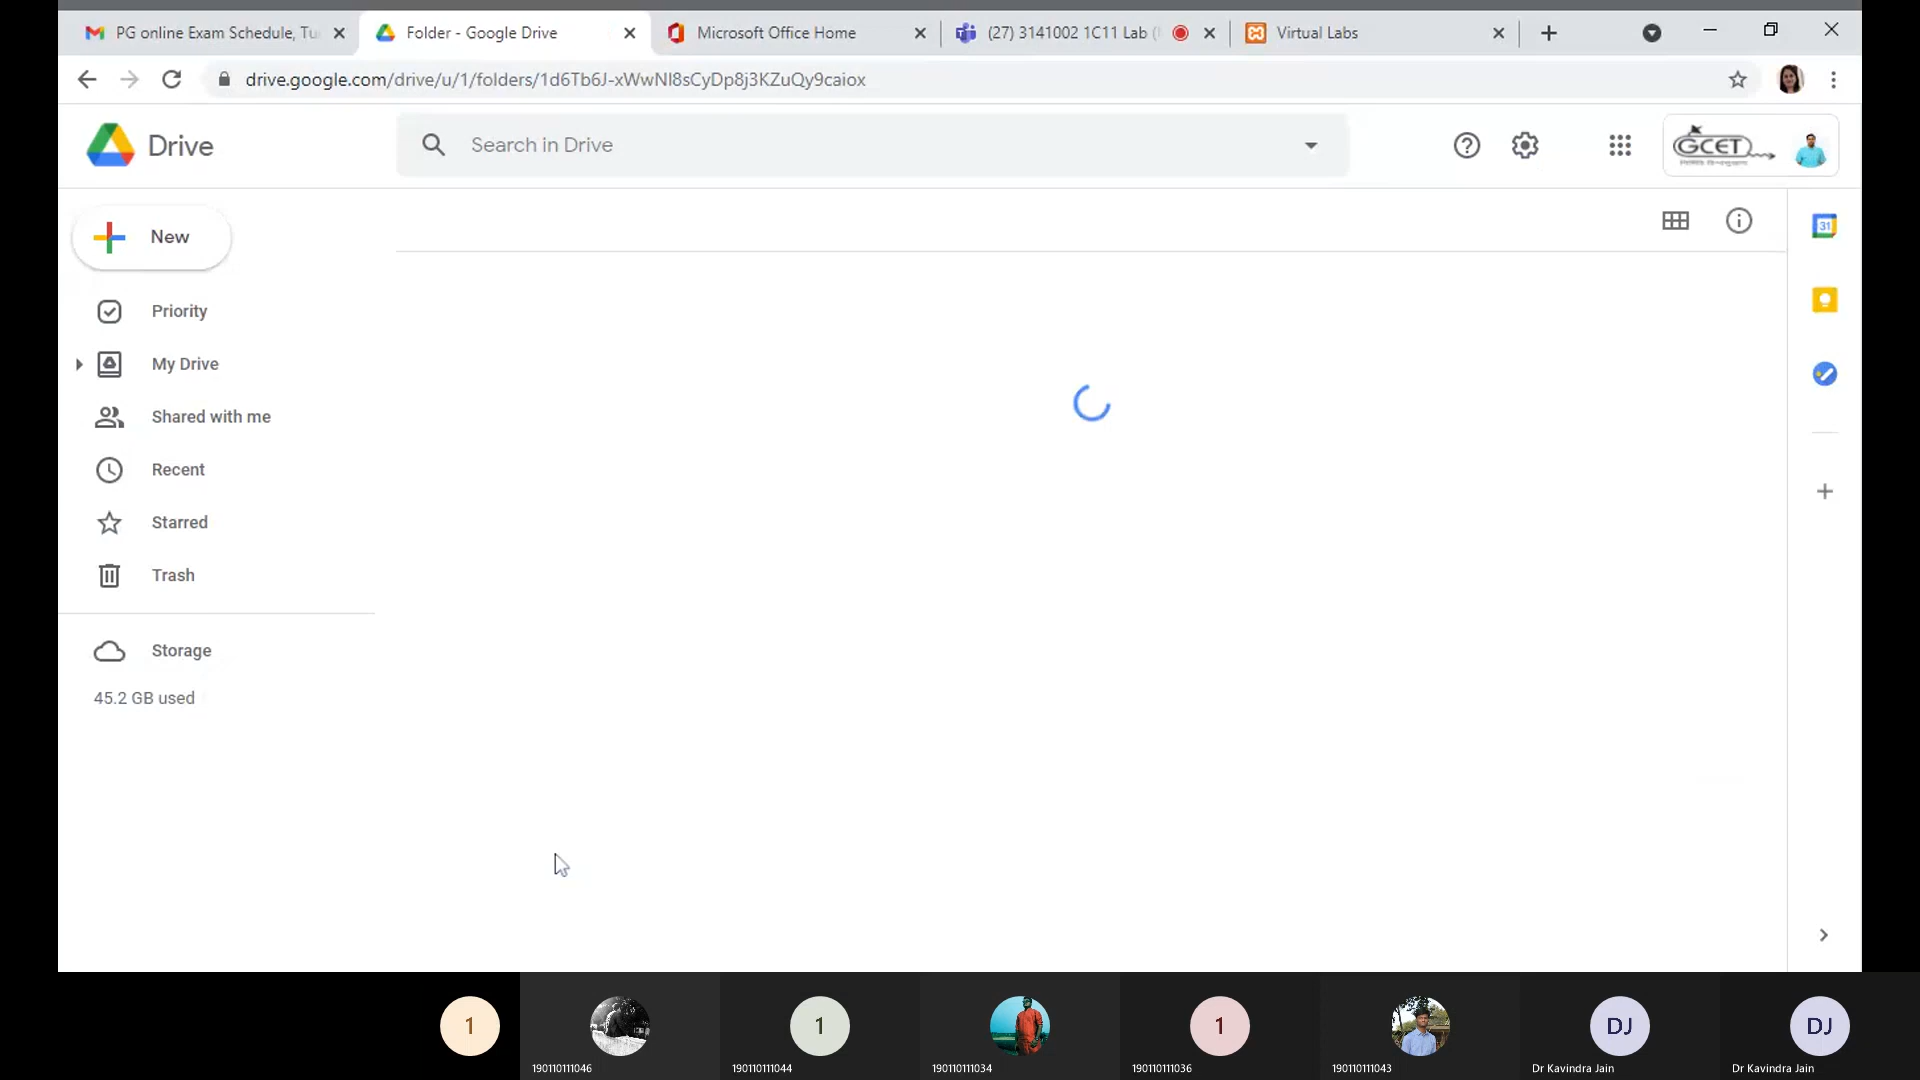 PG online Exam Schedule, Tu
Folder - Google Drive
Microsoft Office Home
(27) 3141002 1C11 Lab (
Virtual Labs
drive.google.com/drive/u/1/folders/1d6Tb6J-xWwNI8sCyDp8j3KZuQy9caiox
Drive
Search in Drive
GCET
New
31
Priority
My Drive
Shared with me
Recent
Starred
Trash
Storage
45.2 GB used
1
1
1
DJ
DJ
190110111046
190110111044
190110111034
190110111036
190110111043
Dr Kavindra Jain
Dr Kavindra Jain